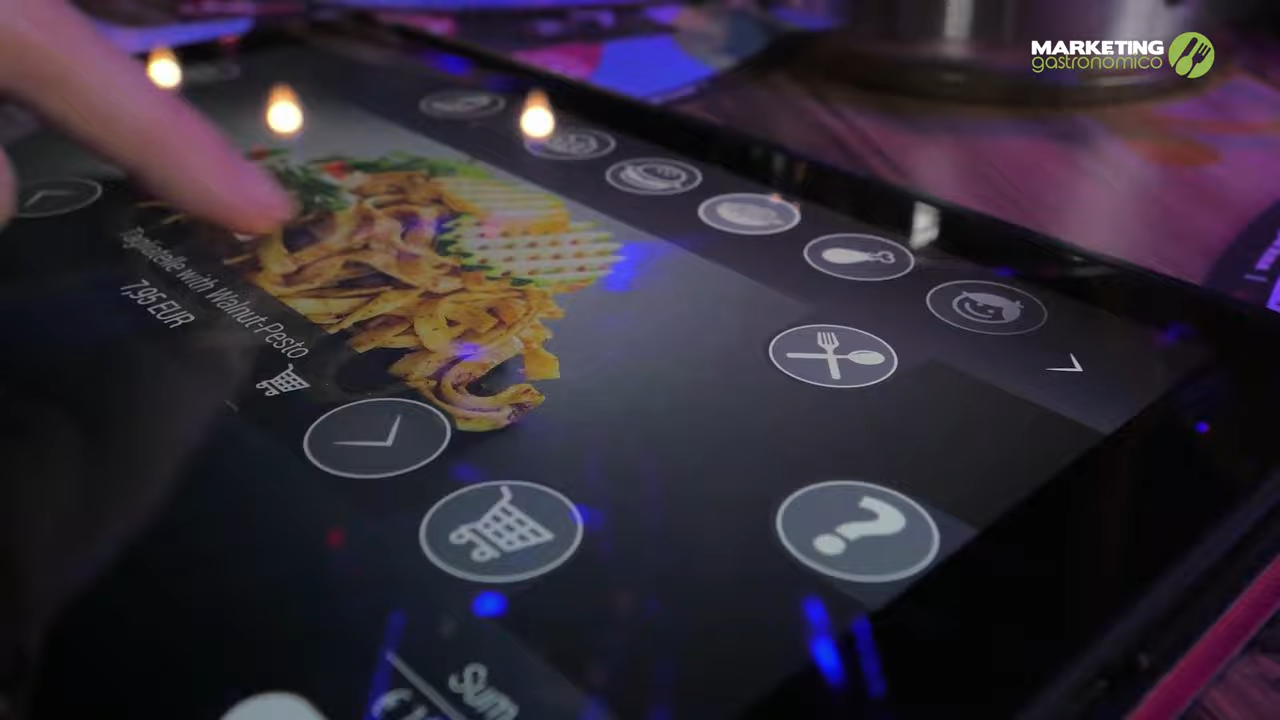 MARKETING
gastronomico
Tagliatelle with Walnut-Pesto
7,95 EUR
Sum